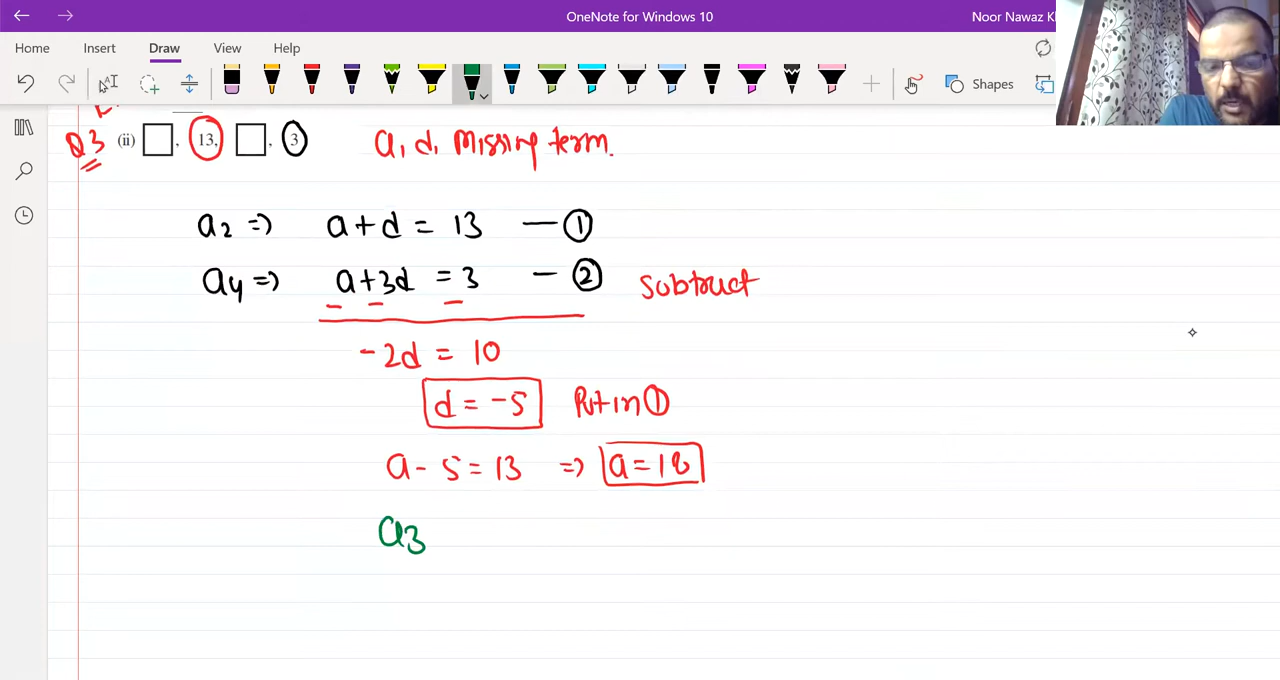 OneNote for Windows 10
Noor Nawaz Kh
Home Insert Draw View Help
Shapes
Q3 (ii) □, 13, □, 3 a, d, Missing term.
a2 => a + d = 13 — ①
a4 => a + 3d = 3 — ② Subtract
- - -
-2d = 10
d = -5 Put in ①
a - 5 = 13 => a = 18
a3